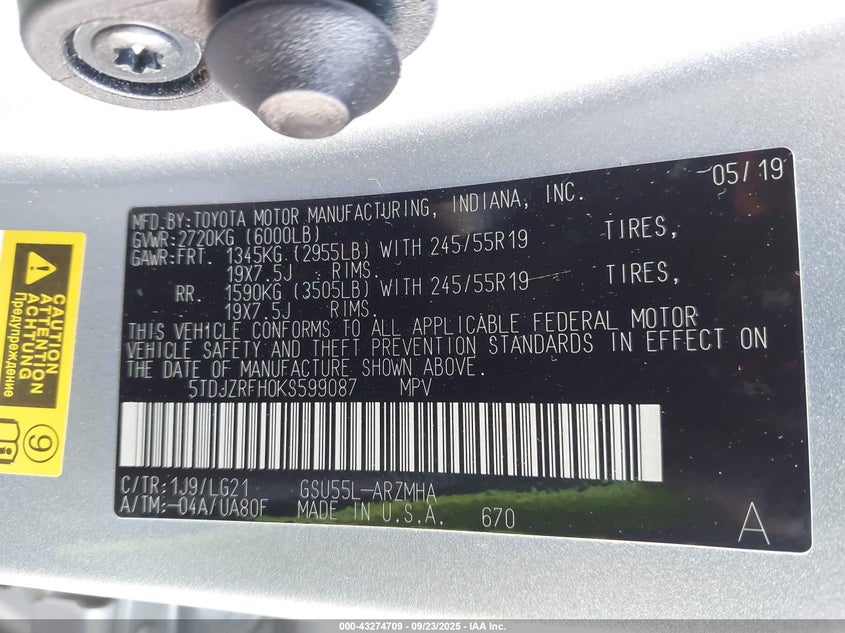 05/19
MFD.BY:TOYOTA MOTOR MANUFACTURING, INDIANA, INC.
GVWR:2720KG (6000LB)
GAWR:FRT. 1345KG (2955LB) WITH 245/55R19 TIRES,
19X7.5J RIMS.
RR. 1590KG (3505LB) WITH 245/55R19 TIRES,
19X7.5J RIMS.
THIS VEHICLE CONFORMS TO ALL APPLICABLE FEDERAL MOTOR
VEHICLE SAFETY AND THEFT PREVENTION STANDARDS IN EFFECT ON
THE DATE OF MANUFACTURE SHOWN ABOVE.
5TDJZRFH0KS599087 MPV
C/TR:1J9/LG21 GSU55L-ARZMHA
A/TM:-04A/UA80F MADE IN U.S.A. 670 A
CAUTION
ATTENTION
ACHTUNG
Предупреждение
9
000-43274709 - 09/23/2025 - IAA Inc.